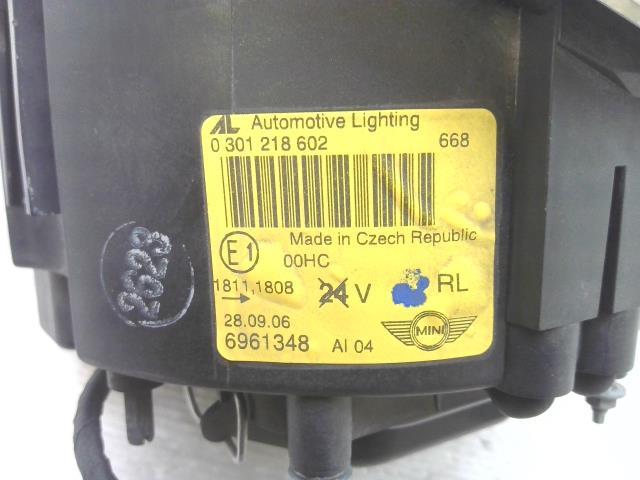 AL Automotive Lighting
0 301 218 602 668
Made in Czech Republic
E1 00HC
1811,1808 24 V RL
28.09.06
6961348 AI 04
MINI